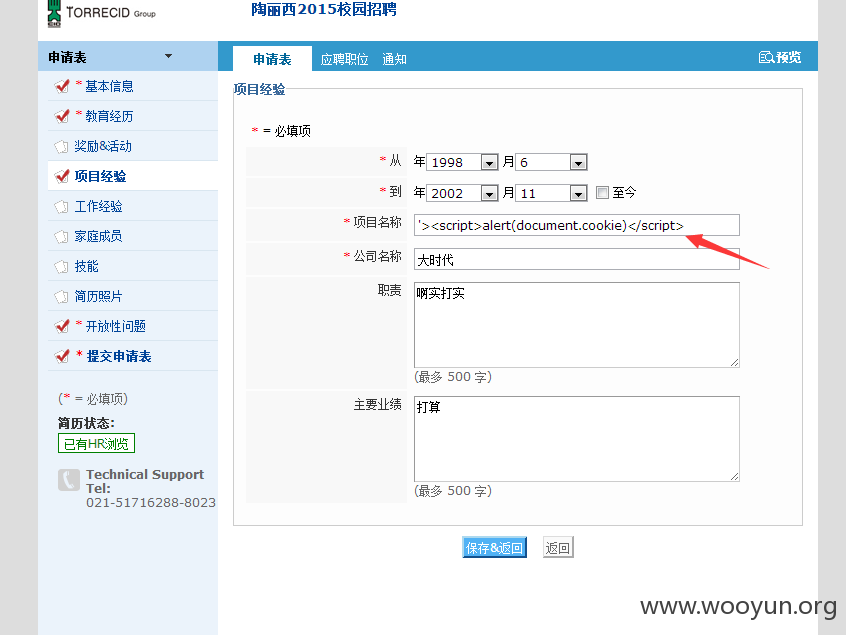 TORRECID Group
陶丽西2015校园招聘
申请表
申请表 应聘职位 通知 预览
* 基本信息
* 教育经历
奖励&活动
项目经验
工作经验
家庭成员
技能
简历照片
* 开放性问题
* 提交申请表
(* = 必填项)
简历状态:
已有HR浏览
Technical Support
Tel:
021-51716288-8023
项目经验
* = 必填项
* 从 年 1998 月 6
* 到 年 2002 月 11 至今
* 项目名称 '><script>alert(document.cookie)</script>
* 公司名称 大时代
职责 啊实打实
(最多 500 字)
主要业绩 打算
(最多 500 字)
保存&返回 返回
www.wooyun.org